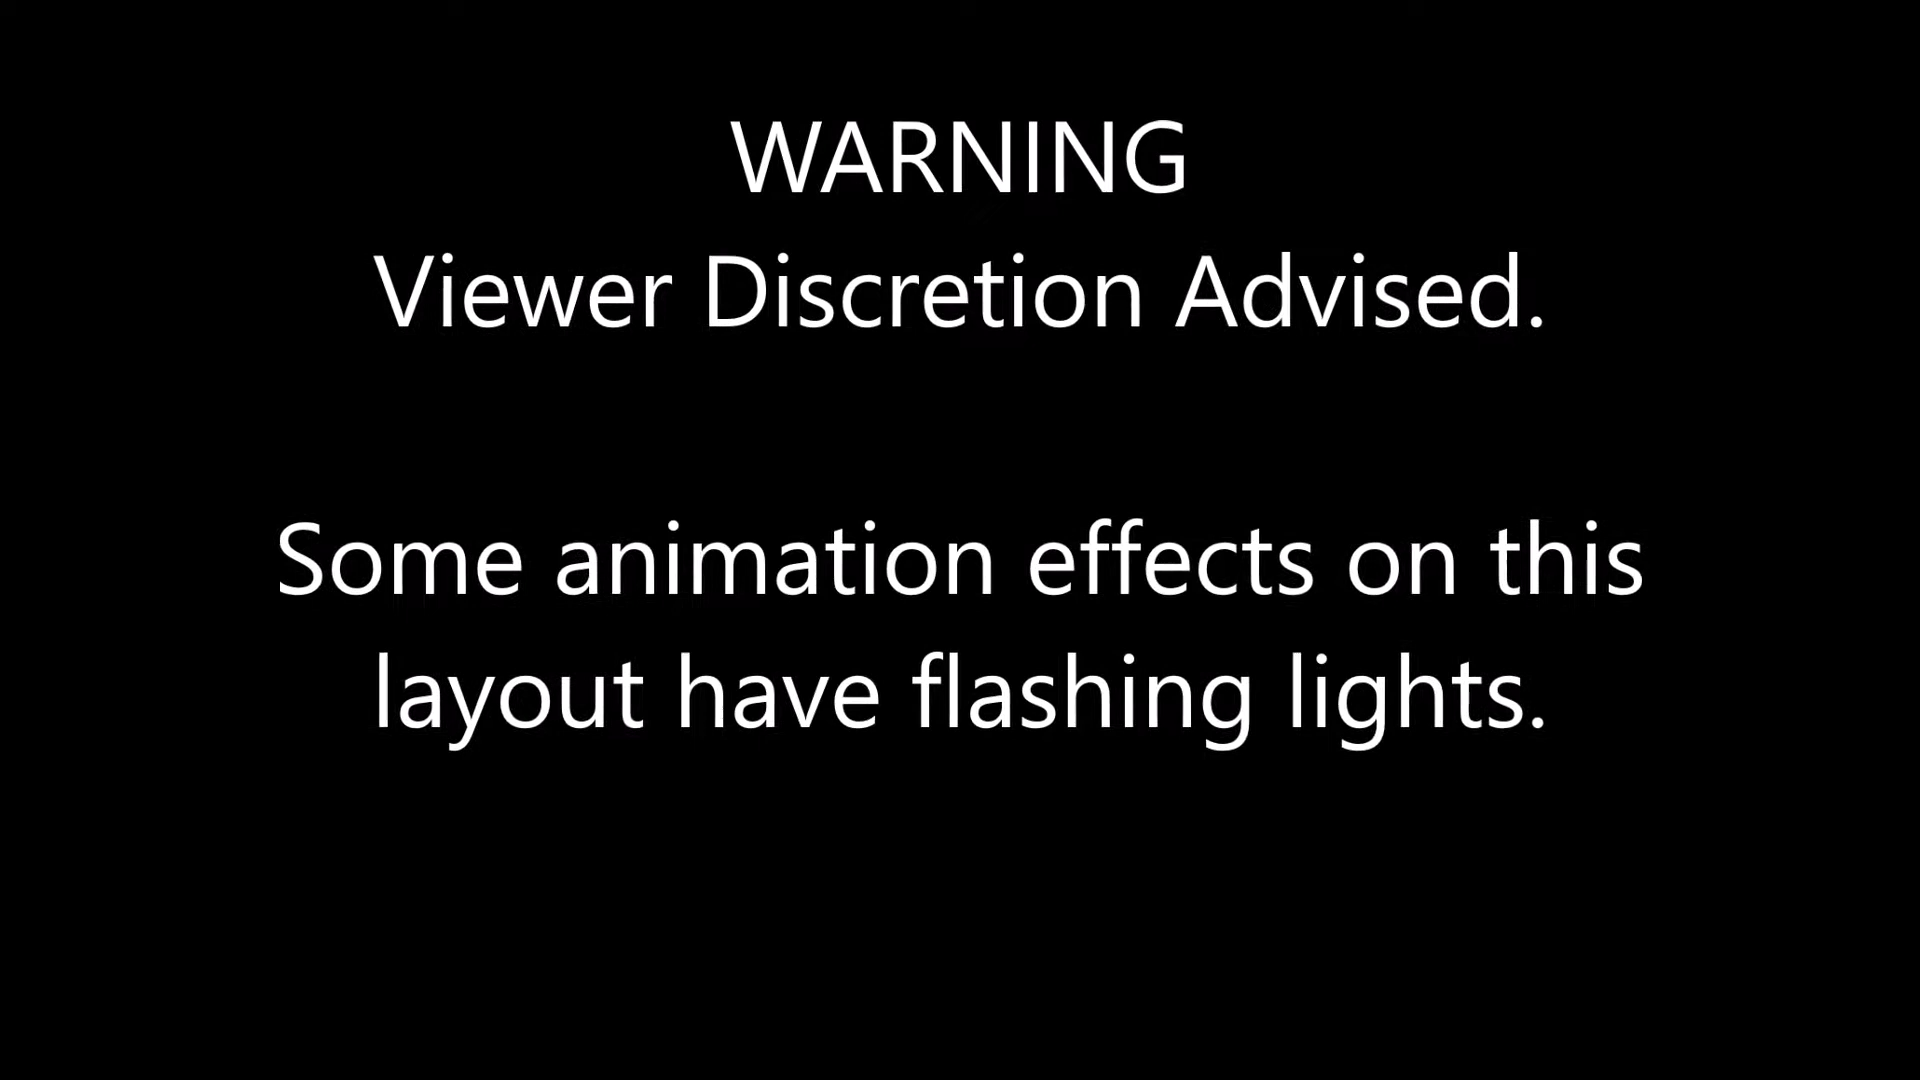 WARNING
Viewer Discretion Advised.
Some animation effects on this
layout have flashing lights.